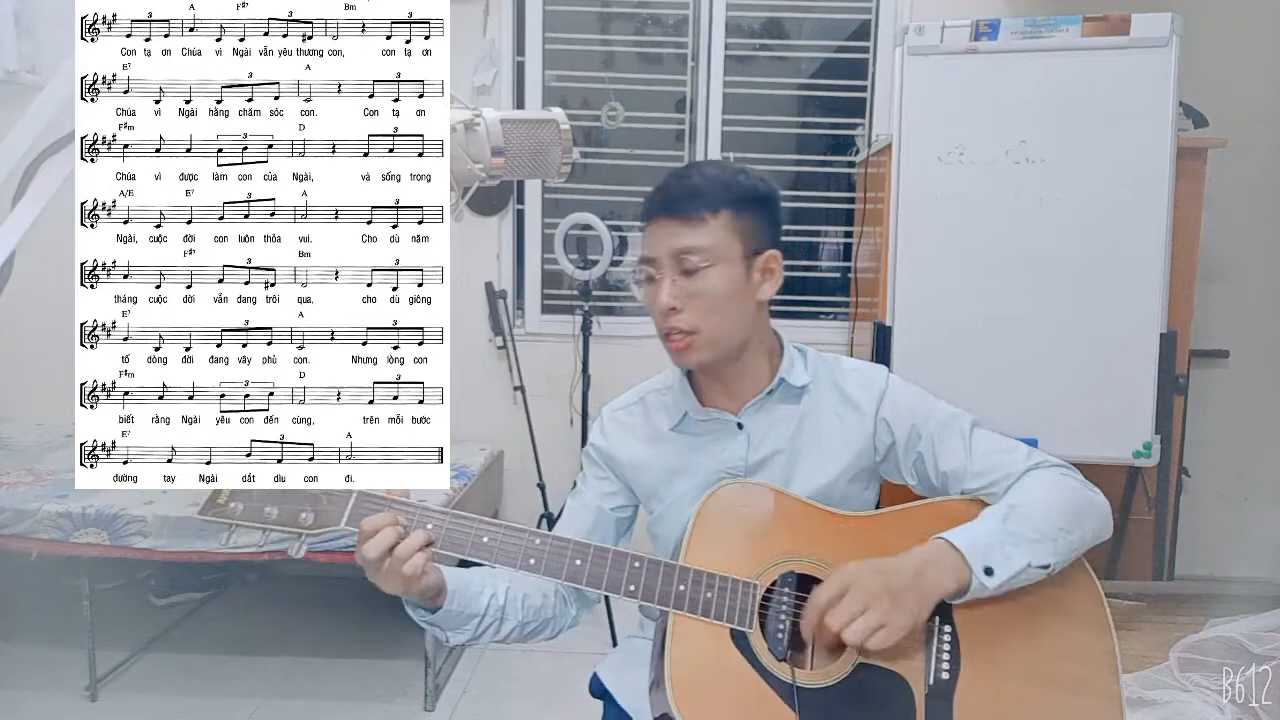 A F#7 Bm
Con tạ ơn Chúa vì Ngài vẫn yêu thương con, con tạ ơn
E7 A
Chúa vì Ngài hằng chăm sóc con. Con tạ ơn
F#m D
Chúa vì được làm con của Ngài, và sống trong
A/E E7 A
Ngài, cuộc đời con luôn thỏa vui. Cho dù năm
F#7 Bm
tháng cuộc đời vẫn đang trôi qua, cho dù giông
E7 A
tố dòng đời đang vây phủ con. Nhưng lòng con
F#m D
biết rằng Ngài yêu con đến cùng, trên mỗi bước
E7 A
đường tay Ngài dắt dìu con đi.
B612